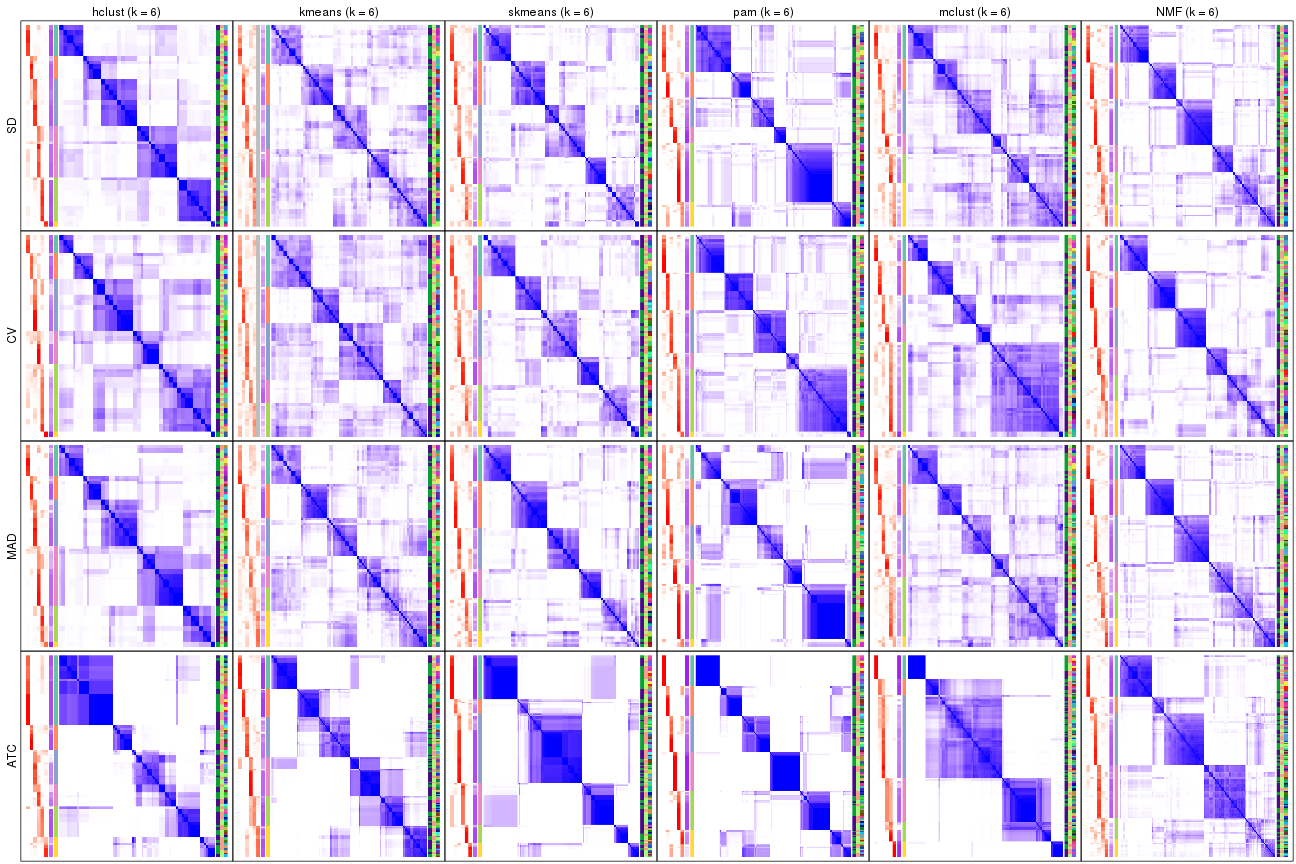 hclust (k = 6) kmeans (k = 6) skmeans (k = 6) pam (k = 6) mclust (k = 6) NMF (k = 6)
SD
CV
MAD
ATC